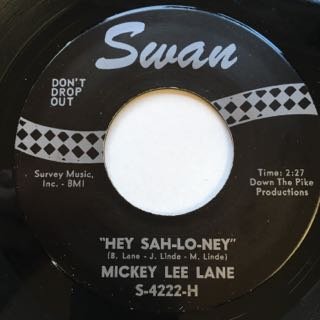 Swan
DON'T
DROP
OUT
Survey Music,
Inc. - BMI
Time: 2:27
Down The Pike
Productions
"HEY SAH-LO-NEY"
(B. Lane - J. Linde - M. Linde)
MICKEY LEE LANE
S-4222-H